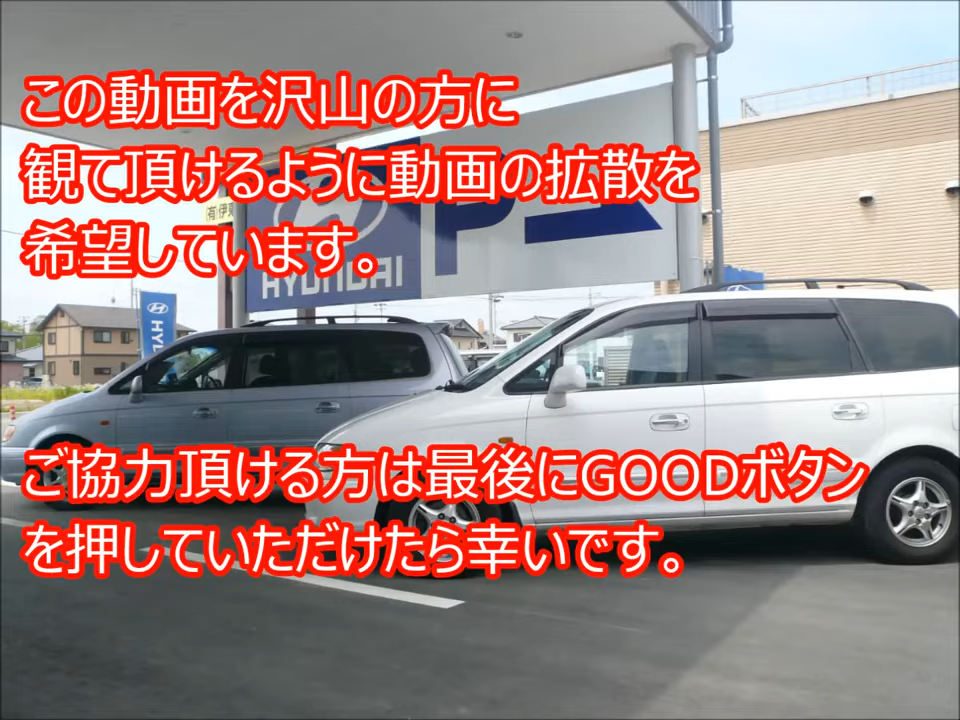 この動画を沢山の方に
観て頂けるように動画の拡散を
希望しています。
(有)伊東
HYUNDAI
ご協力頂ける方は最後にGOODボタン
を押していただけたら幸いです。